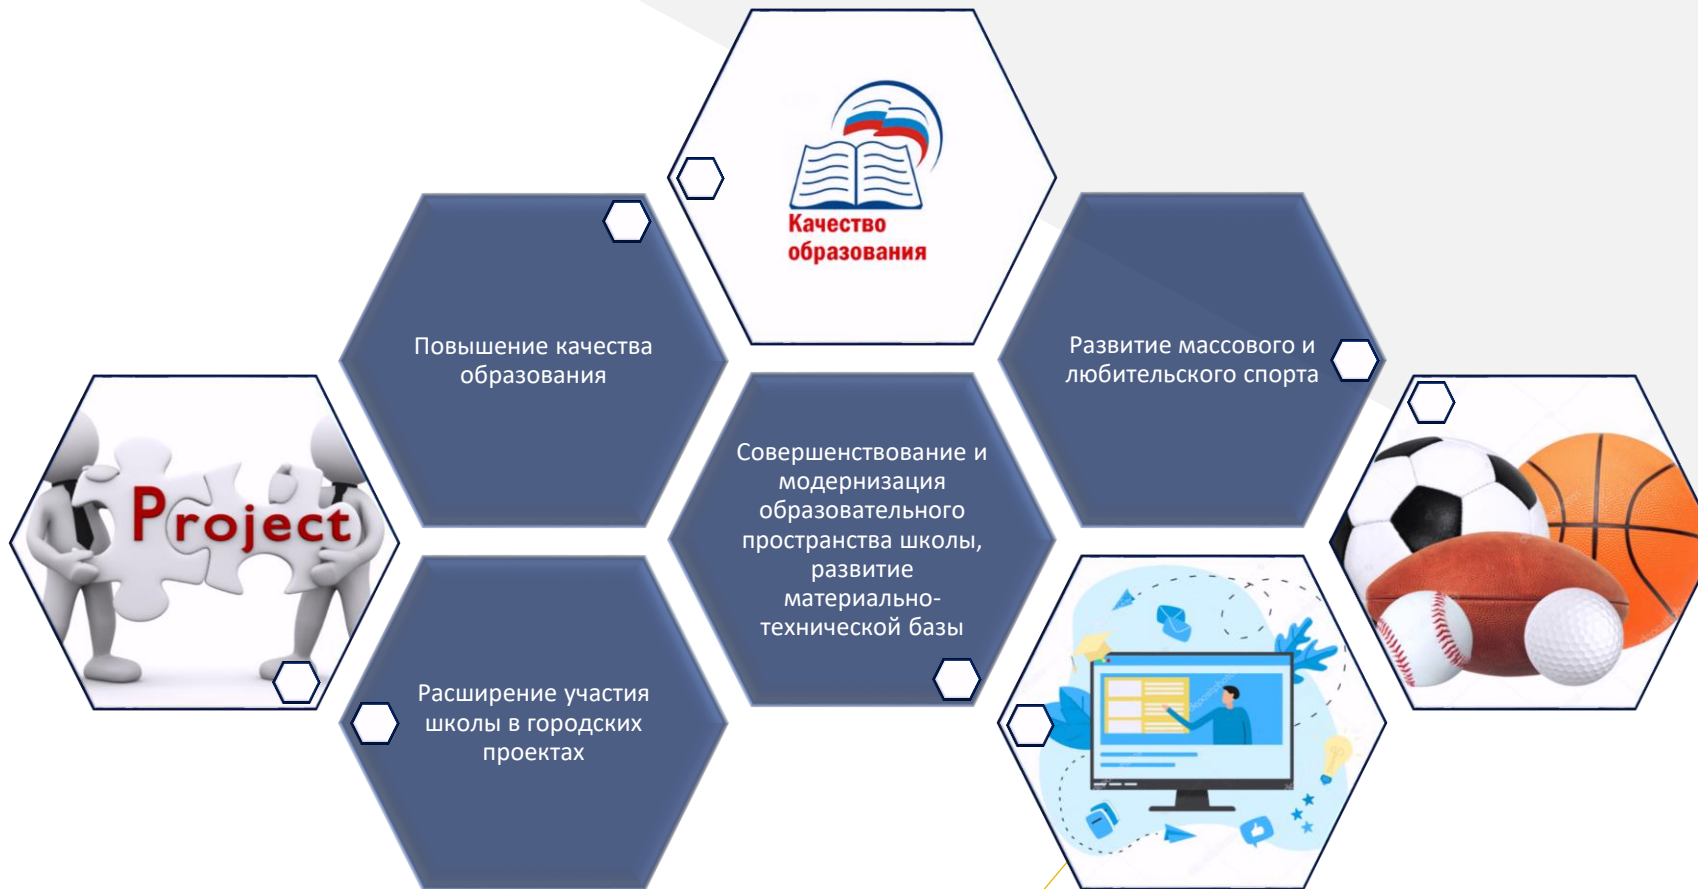 Качество
образования
Повышение качества
образования
Развитие массового и
любительского спорта
Совершенствование и
модернизация
образовательного
пространства школы,
развитие
материально-
технической базы
Project
Расширение участия
школы в городских
проектах